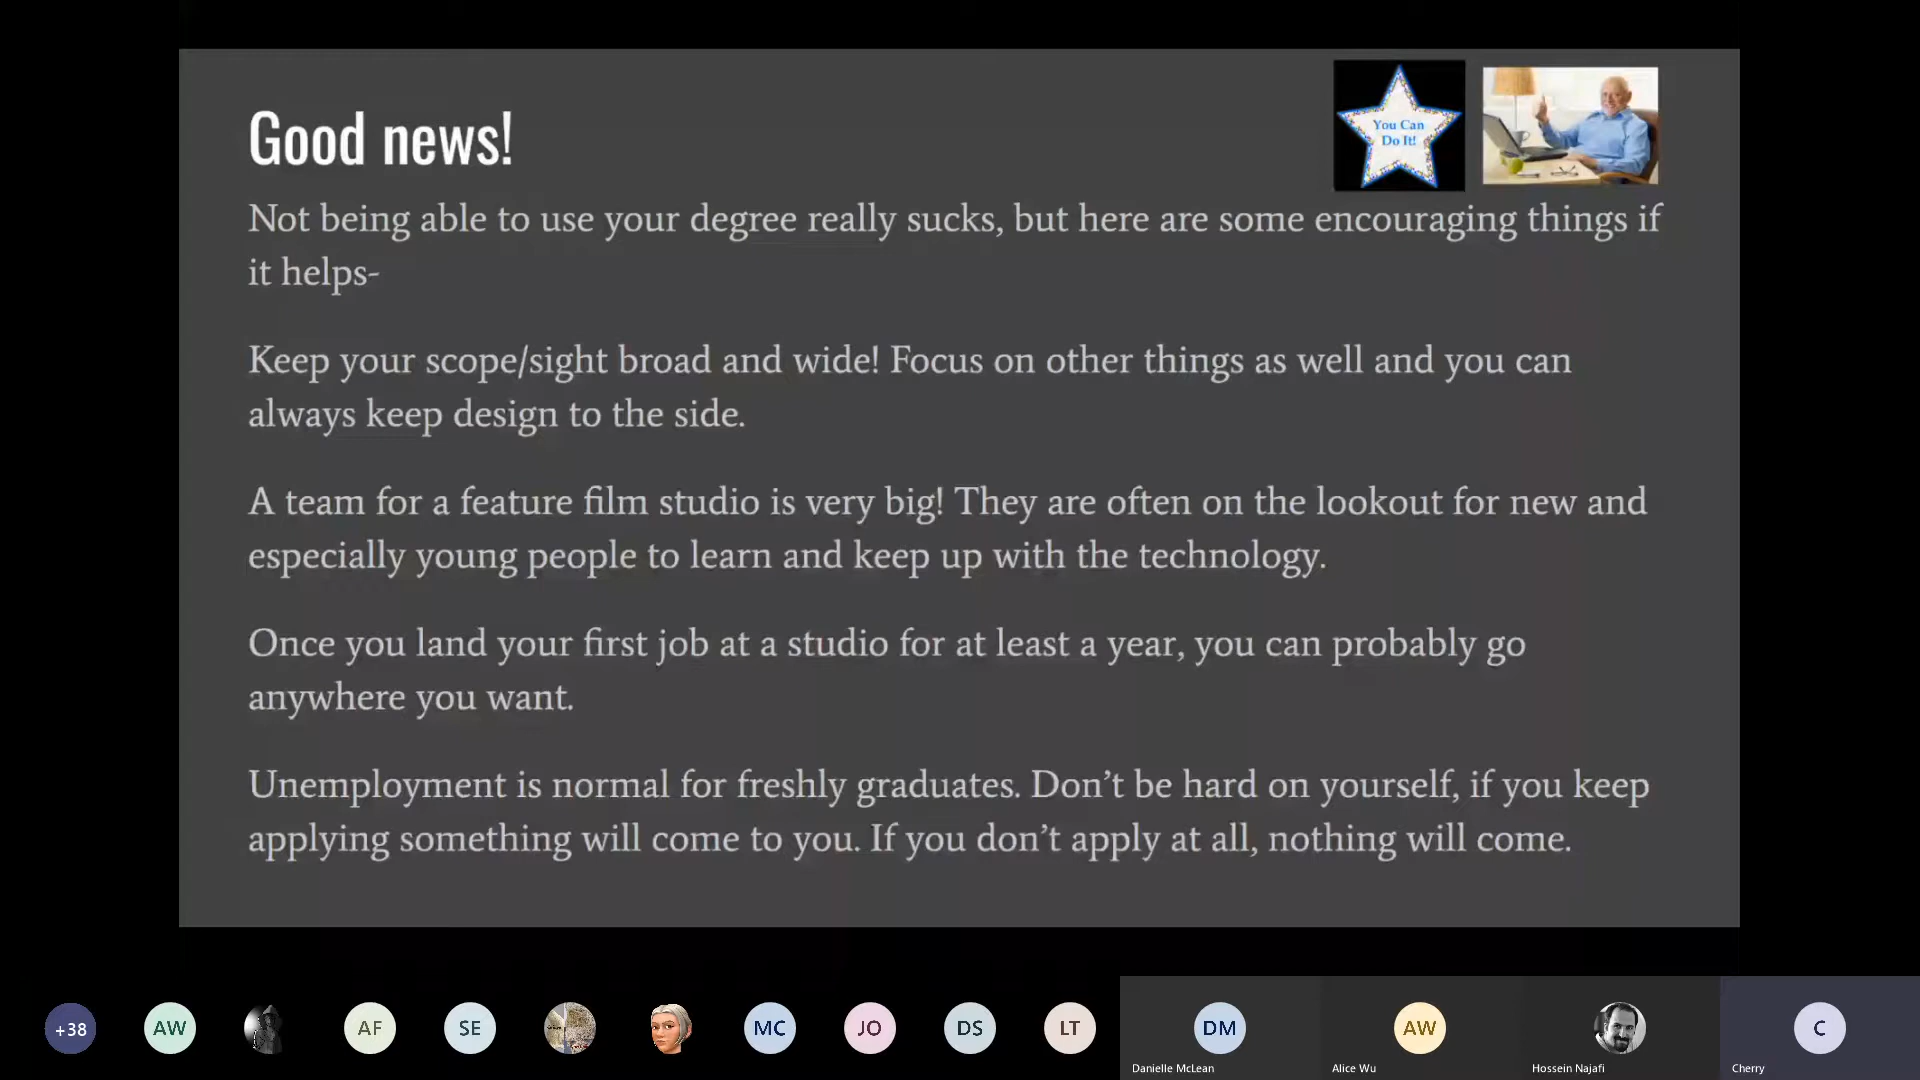 Good news!
You Can
Do It!
Not being able to use your degree really sucks, but here are some encouraging things if
it helps-
Keep your scope/sight broad and wide! Focus on other things as well and you can
always keep design to the side.
A team for a feature film studio is very big! They are often on the lookout for new and
especially young people to learn and keep up with the technology.
Once you land your first job at a studio for at least a year, you can probably go
anywhere you want.
Unemployment is normal for freshly graduates. Don’t be hard on yourself, if you keep
applying something will come to you. If you don’t apply at all, nothing will come.
+38
AW
AF
SE
MC
JO
DS
LT
DM
AW
C
Danielle McLean
Alice Wu
Hossein Najafi
Cherry